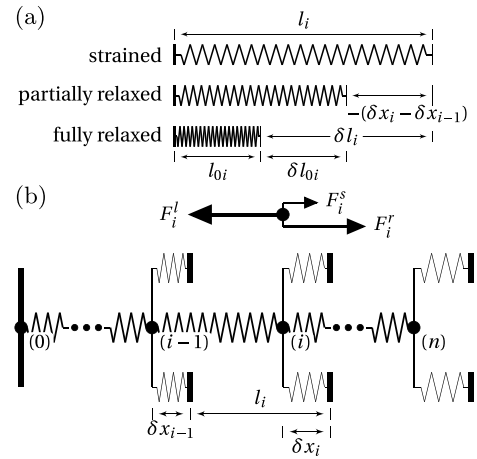 (a)
l_i
strained
partially relaxed
−(δx_i − δx_{i−1})
fully relaxed
δl_i
l_{0i}
δl_{0i}
(b)
F_i^l
F_i^s
F_i^r
(0)
(i−1)
(i)
(n)
l_i
δx_{i−1}
δx_i